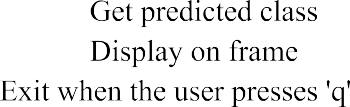 Get predicted class
Display on frame
Exit when the user presses 'q'